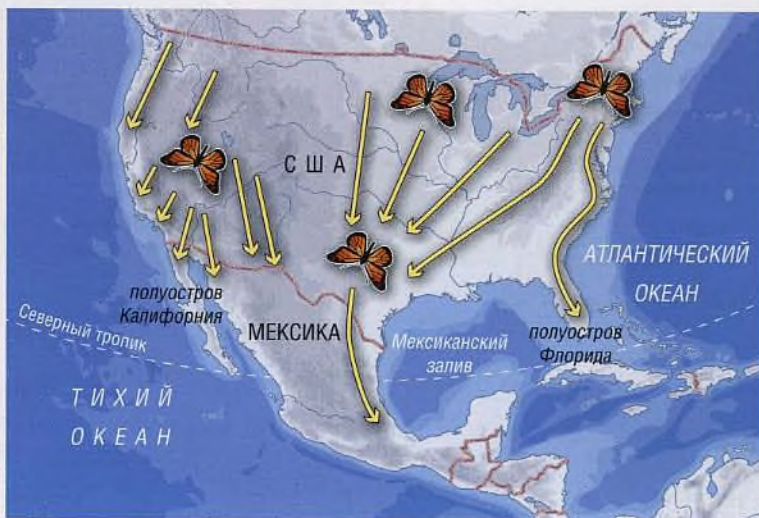 США
АТЛАНТИЧЕСКИЙ
ОКЕАН
полуостров
Калифорния
Северный тропик
МЕКСИКА
Мексиканский
залив
полуостров
Флорида
ТИХИЙ
ОКЕАН